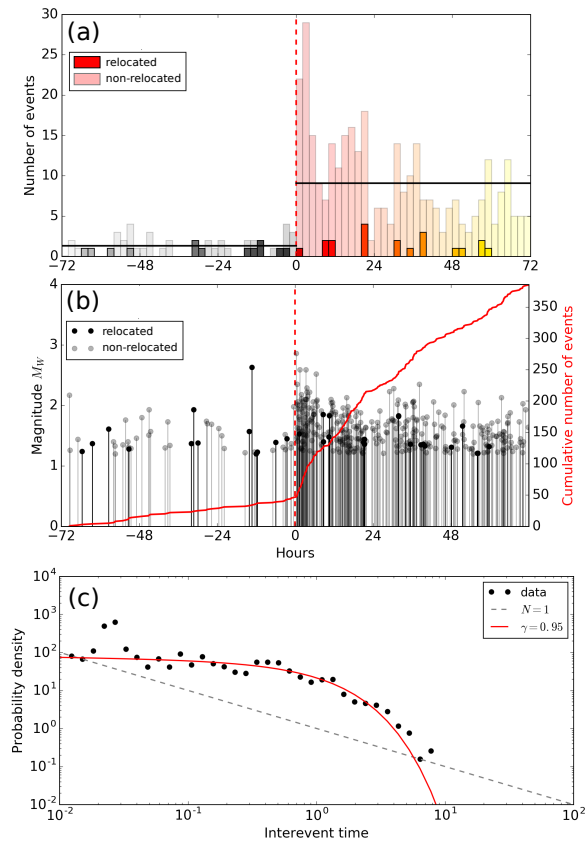 (a)
relocated
non-relocated
Number of events
30
25
20
15
10
5
0
−72 −48 −24 0 24 48 72
(b)
relocated
non-relocated
Magnitude M_W
4
3
2
1
0
Cumulative number of events
350
300
250
200
150
100
50
0
−72 −48 −24 0 24 48
Hours
(c)
data
N = 1
γ = 0.95
Probability density
10^4
10^3
10^2
10^1
10^0
10^-1
10^-2
10^-2 10^-1 10^0 10^1 10^2
Interevent time